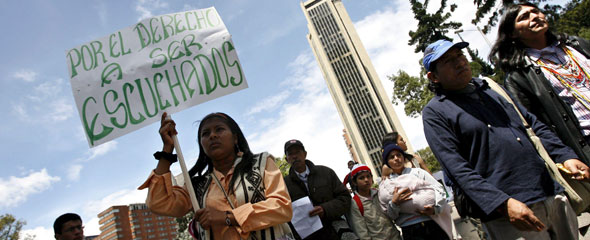 POR EL DERECHO
A SER
ESCUCHADOS